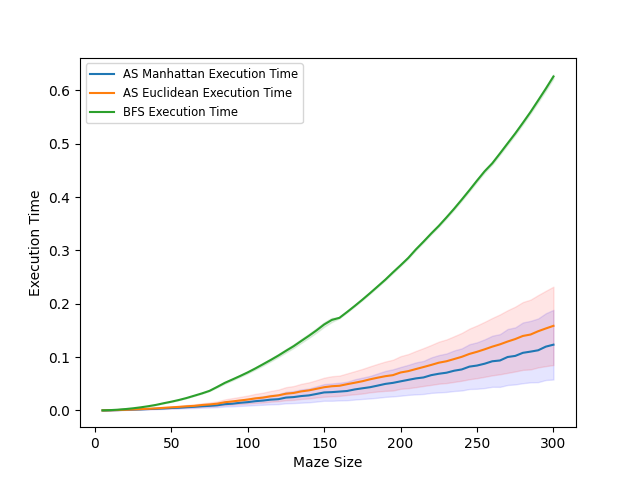 AS Manhattan Execution Time
AS Euclidean Execution Time
BFS Execution Time
Execution Time
0.6
0.5
0.4
0.3
0.2
0.1
0.0
0 50 100 150 200 250 300
Maze Size